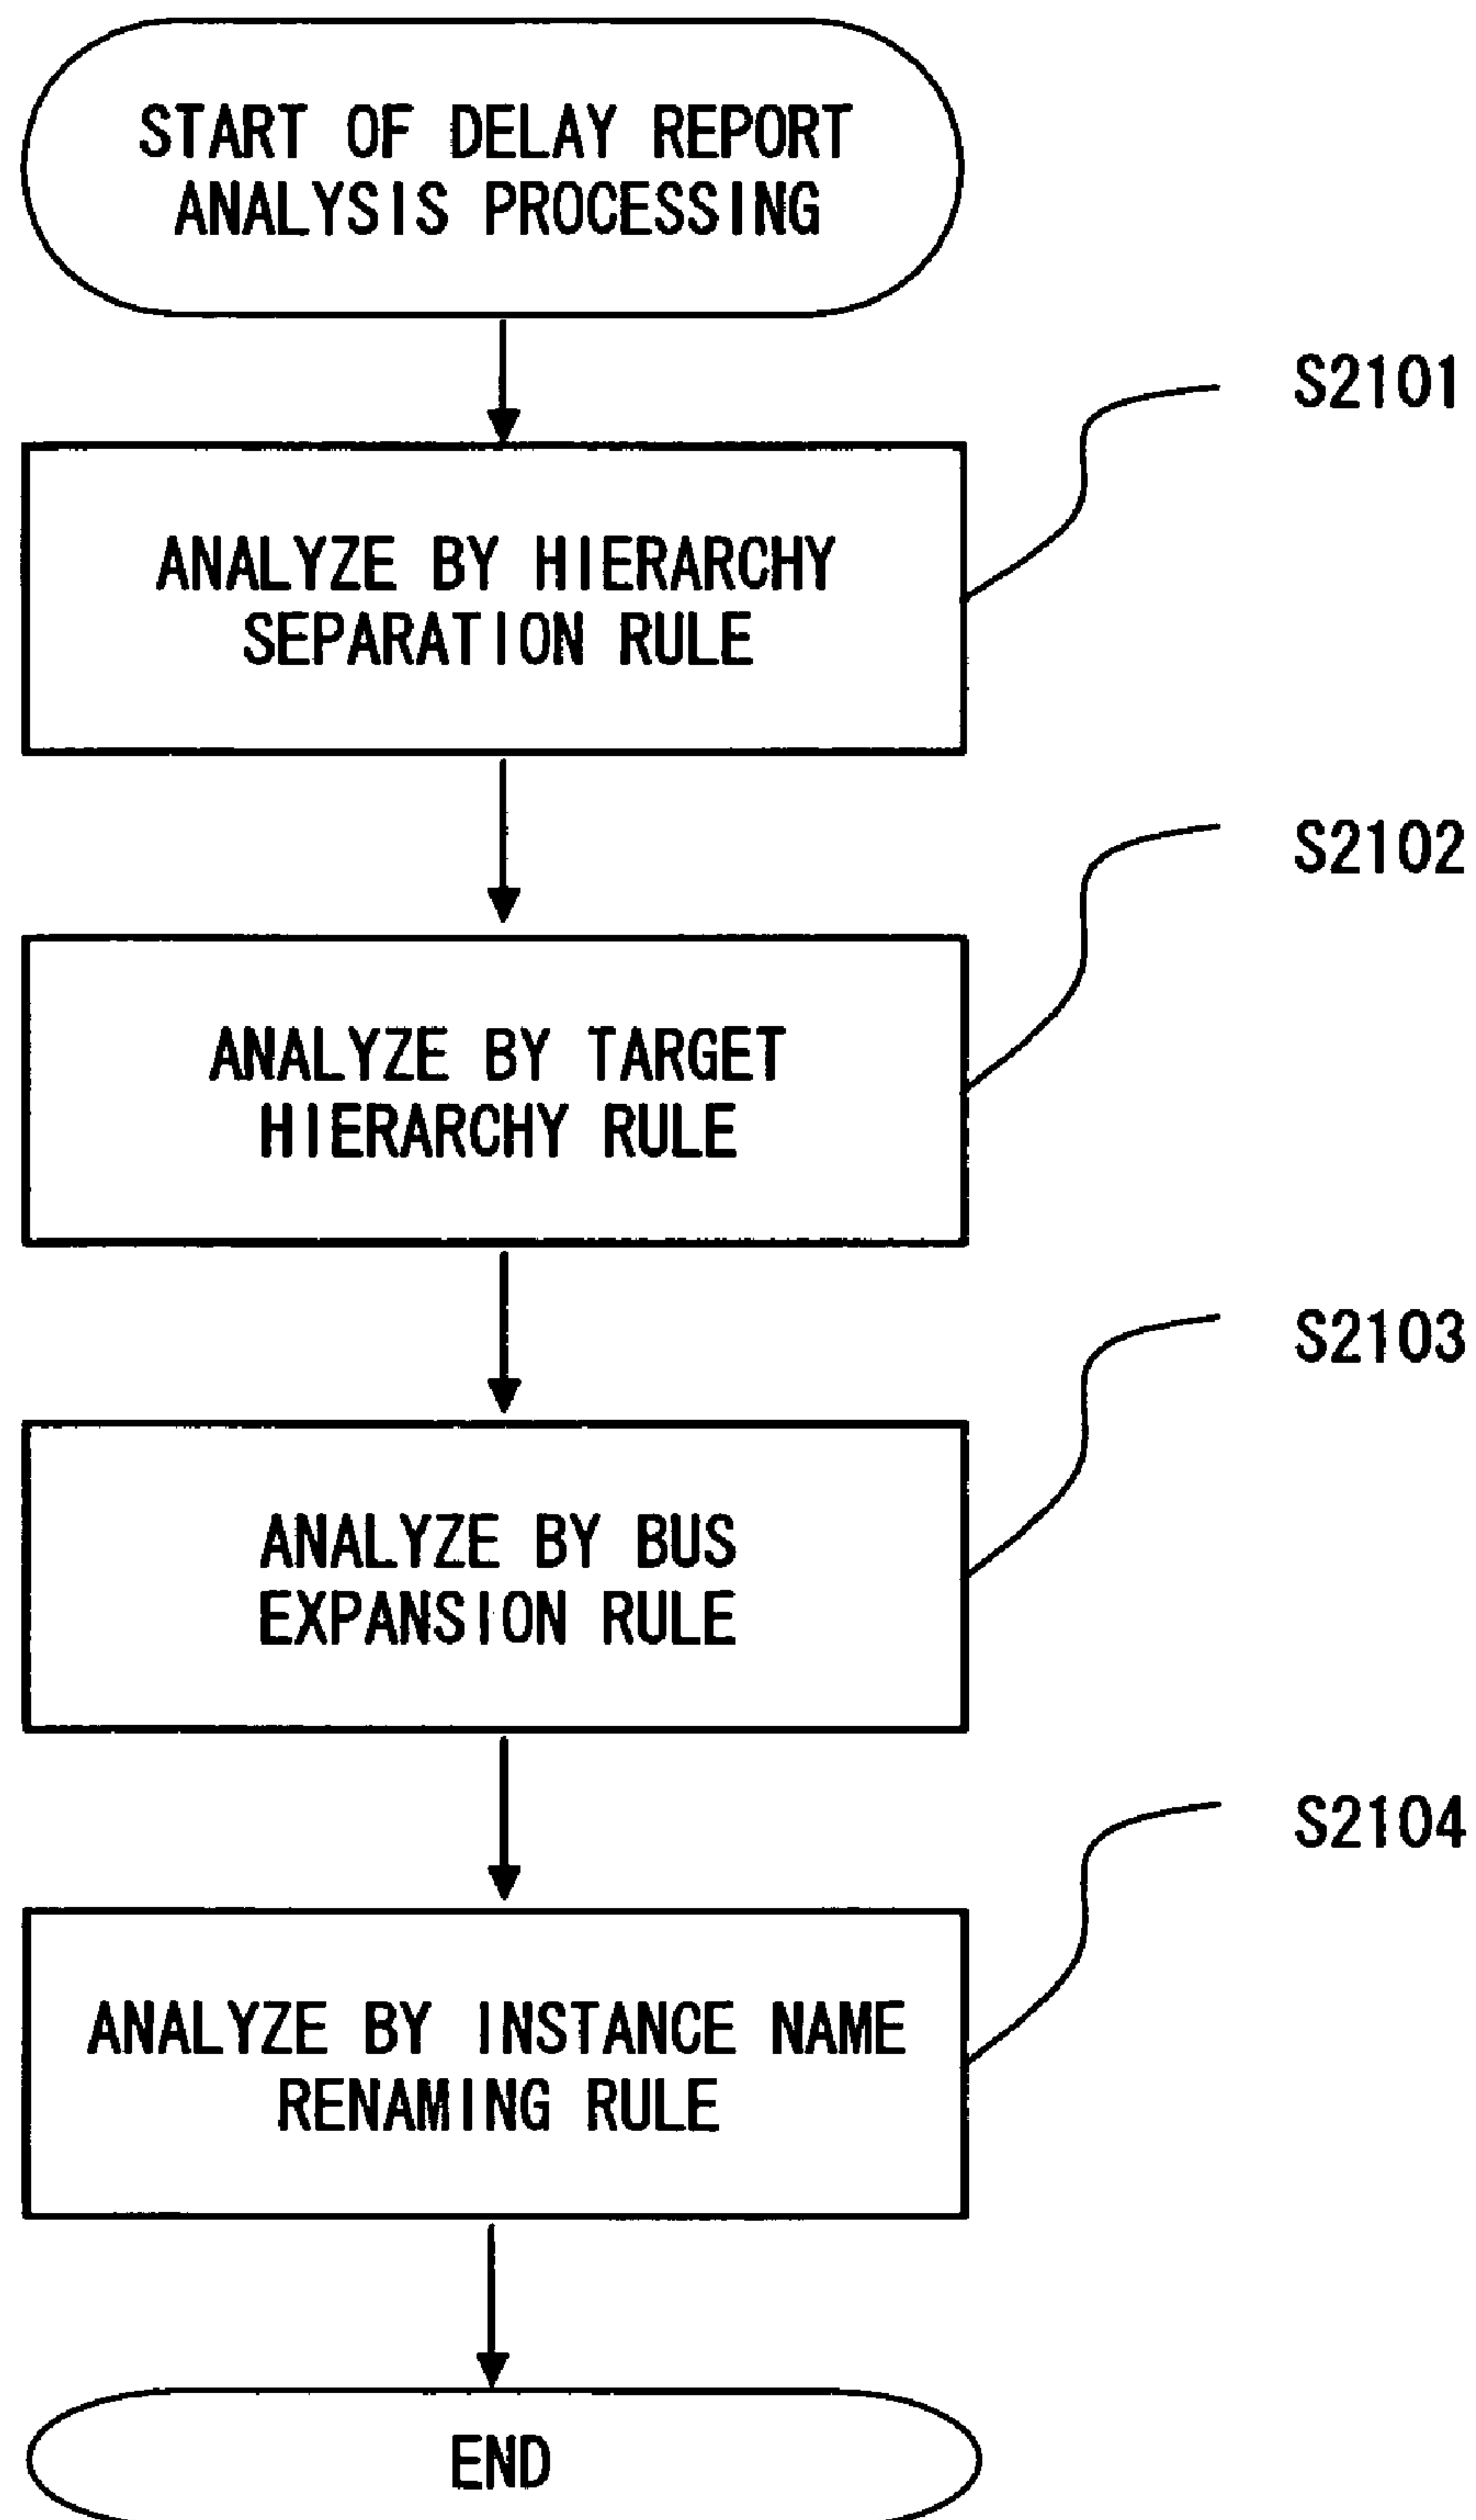 START OF DELAY REPORT
ANALYSIS PROCESSING
S2101
ANALYZE BY HIERARCHY
SEPARATION RULE
S2102
ANALYZE BY TARGET
HIERARCHY RULE
S2103
ANALYZE BY BUS
EXPANSION RULE
S2104
ANALYZE BY INSTANCE NAME
RENAMING RULE
END